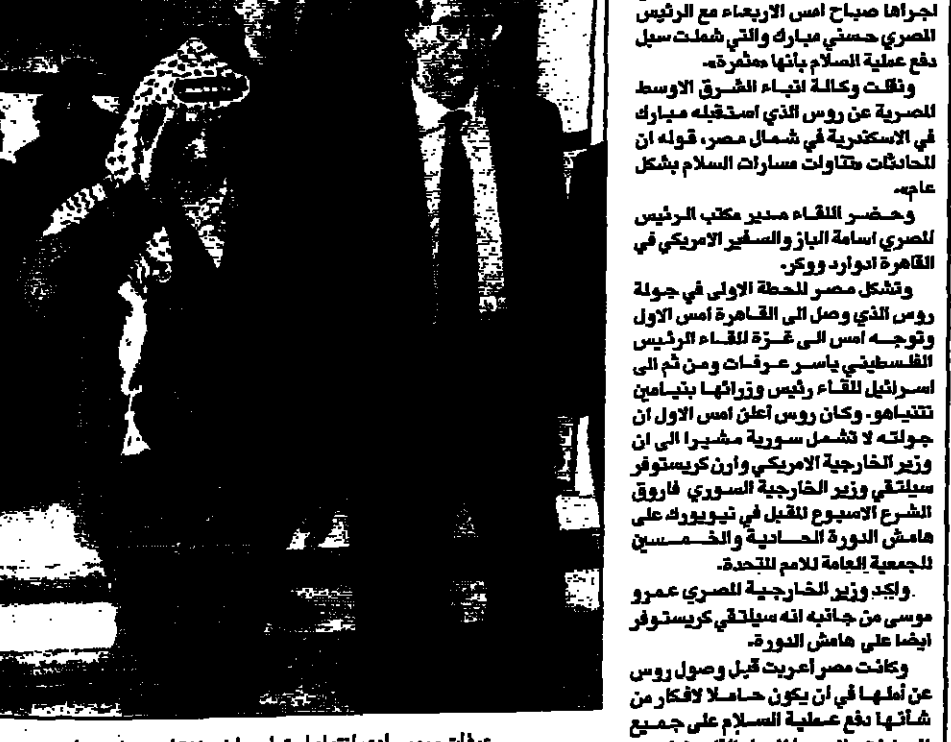 اجراها صباح امس الاربعاء مع الرئيس
المصري حسني مبارك والتي شملت سبل
دفع عملية السلام بأنها «مثمرة».
ونقلت وكالة انباء الشرق الاوسط
المصرية عن روس الذي استقبله مبارك
في الاسكندرية في شمال مصر، قوله ان
المحادثات «تناولت مسارات السلام بشكل
عام».
وحضر اللقاء مدير مكتب الرئيس
المصري اسامة الباز والسفير الامريكي في
القاهرة ادوارد ووكر.
وتشكل مصر المحطة الاولى في جولة
روس الذي وصل الى القاهرة امس الاول
وتوجه امس الى غزة للقاء الرئيس
الفلسطيني ياسر عرفات ومن ثم الى
اسرائيل للقاء رئيس وزرائها بنيامين
نتنياهو. وكان روس أعلن امس الاول ان
جولته لا تشمل سورية مشيرا الى ان
وزير الخارجية الامريكي وارن كريستوفر
سيلتقي وزير الخارجية السوري فاروق
الشرع الاسبوع المقبل في نيويورك على
هامش الدورة الحادية والخمسين
للجمعية العامة للامم المتحدة.
واكد وزير الخارجية المصري عمرو
موسى من جانبه انه سيلتقي كريستوفر
ايضا على هامش الدورة.
وكانت مصر أعربت قبل وصول روس
عن أملها في أن يكون حاملا لافكار من
شأنها دفع عملية السلام على جميع